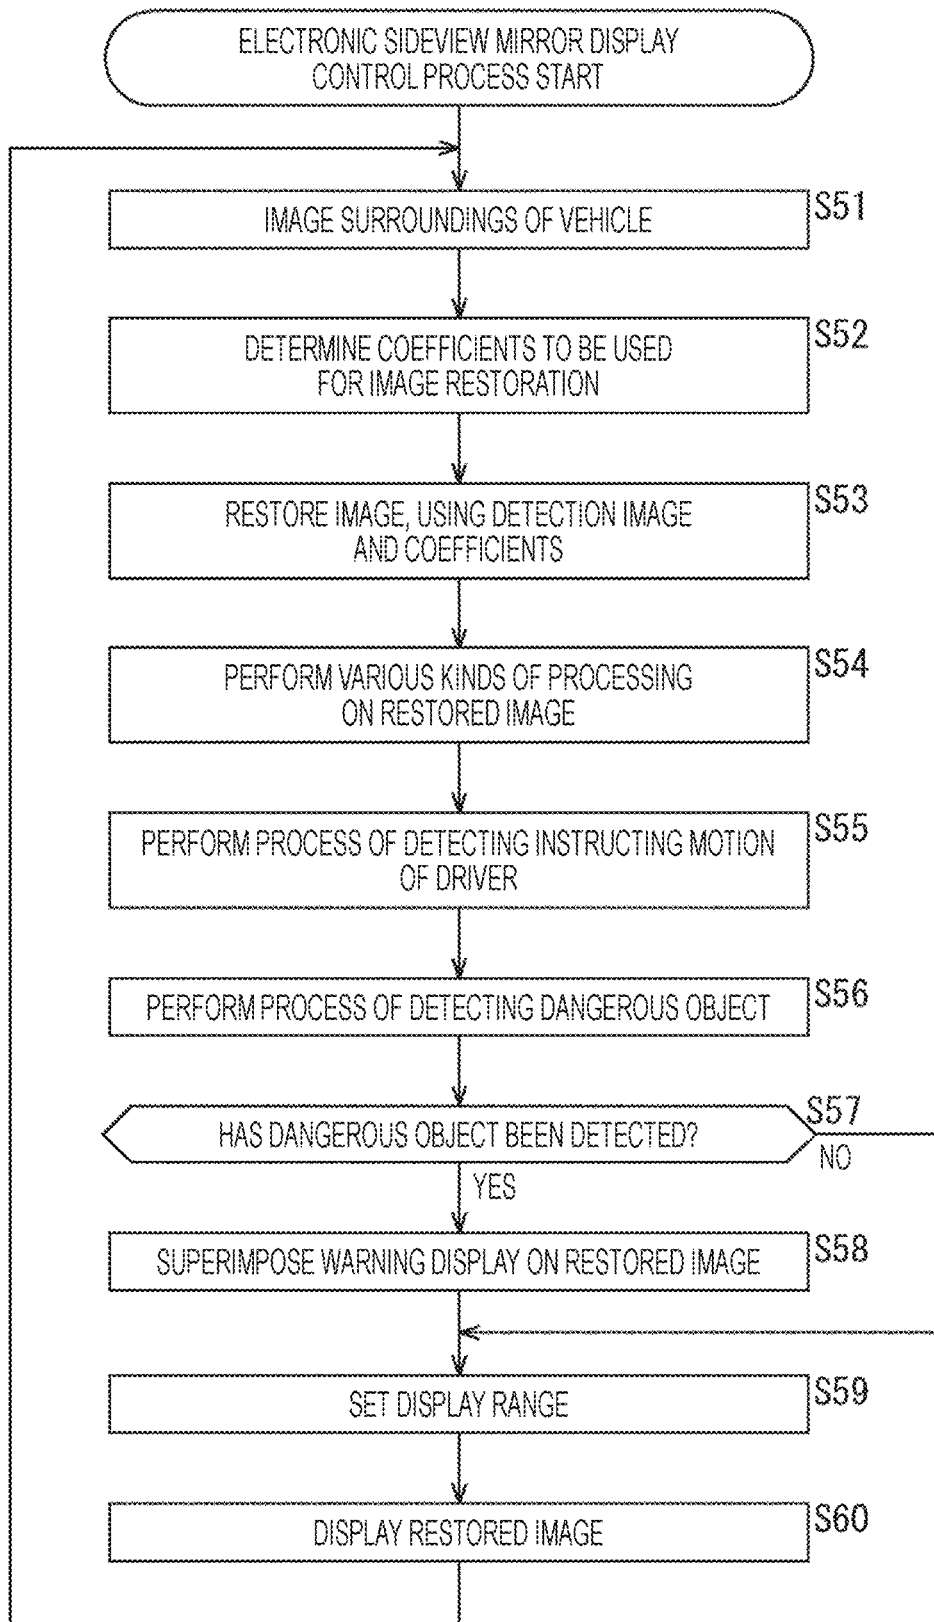 ELECTRONIC SIDEVIEW MIRROR DISPLAY
CONTROL PROCESS START
S51
IMAGE SURROUNDINGS OF VEHICLE
S52
DETERMINE COEFFICIENTS TO BE USED
FOR IMAGE RESTORATION
S53
RESTORE IMAGE, USING DETECTION IMAGE
AND COEFFICIENTS
S54
PERFORM VARIOUS KINDS OF PROCESSING
ON RESTORED IMAGE
S55
PERFORM PROCESS OF DETECTING INSTRUCTING MOTION
OF DRIVER
S56
PERFORM PROCESS OF DETECTING DANGEROUS OBJECT
S57
HAS DANGEROUS OBJECT BEEN DETECTED?
NO
YES
S58
SUPERIMPOSE WARNING DISPLAY ON RESTORED IMAGE
S59
SET DISPLAY RANGE
S60
DISPLAY RESTORED IMAGE